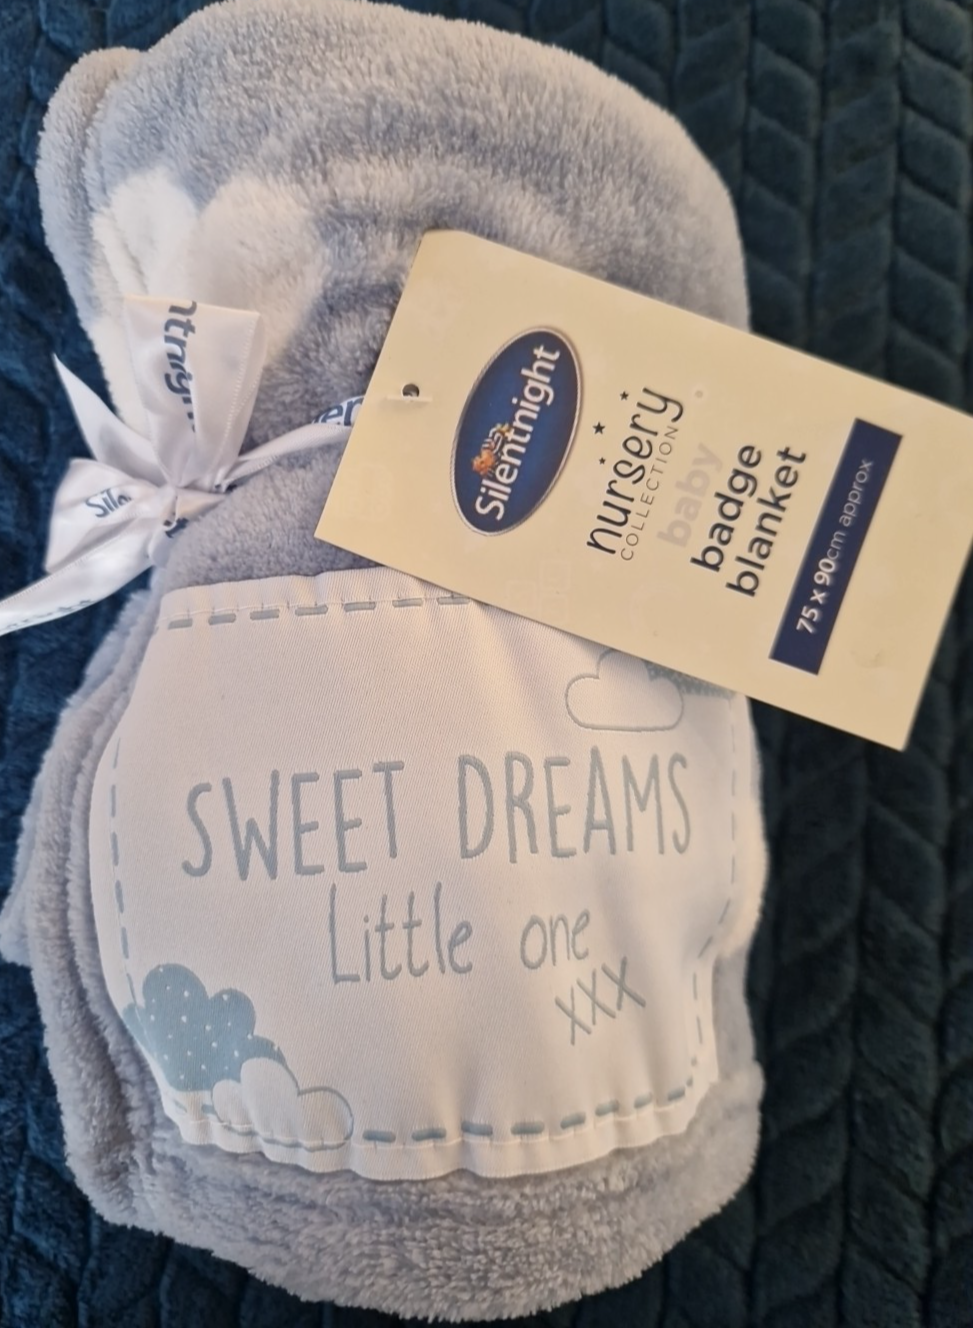 Silentnight
nursery
COLLECTION
baby
badge
blanket
75 x 90cm approx
SWEET DREAMS
Little one
xxx